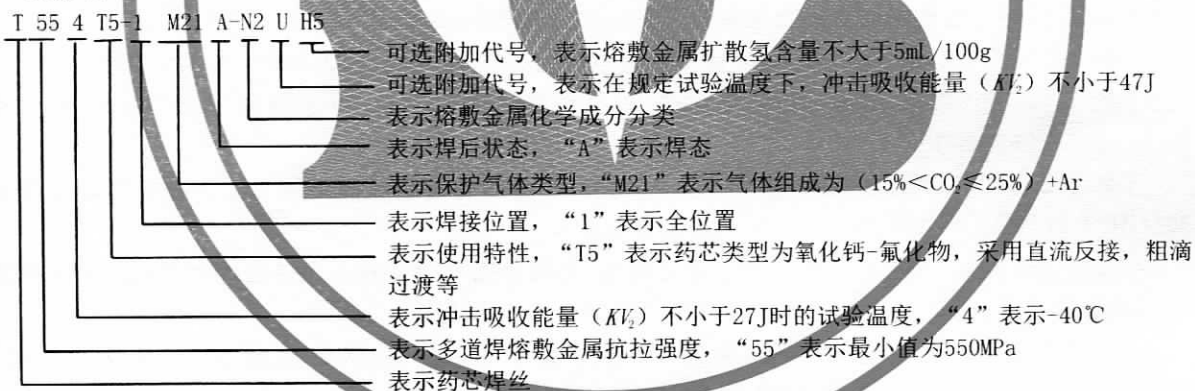 T 55 4 T5-1 M21 A-N2 U H5
可选附加代号，表示熔敷金属扩散氢含量不大于5mL/100g
可选附加代号，表示在规定试验温度下，冲击吸收能量（KV₂）不小于47J
表示熔敷金属化学成分分类
表示焊后状态，“A”表示焊态
表示保护气体类型，“M21”表示气体组成为（15%＜CO₂≤25%）+Ar
表示焊接位置，“1”表示全位置
表示使用特性，“T5”表示药芯类型为氧化钙-氟化物，采用直流反接，粗滴
过渡等
表示冲击吸收能量（KV₂）不小于27J时的试验温度，“4”表示-40℃
表示多道焊熔敷金属抗拉强度，“55”表示最小值为550MPa
表示药芯焊丝